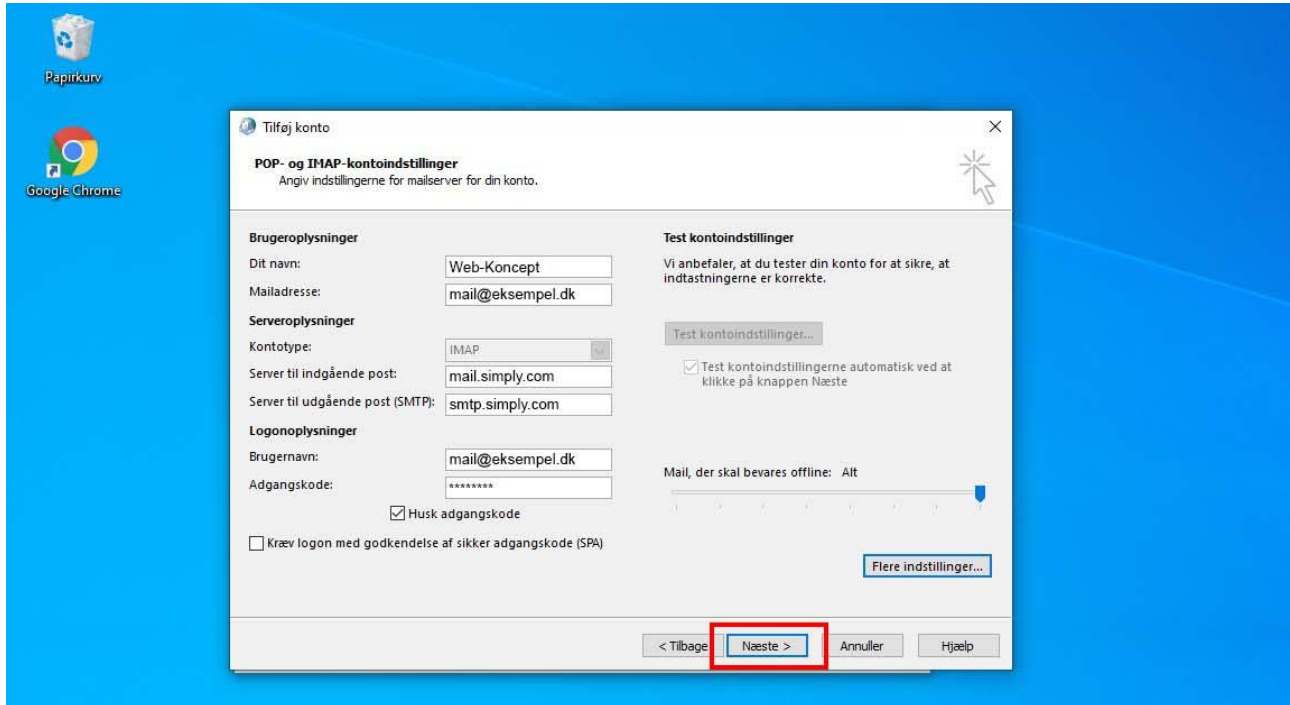 Papirkurv
Google Chrome
Tilføj konto
POP- og IMAP-kontoindstillinger
Angiv indstillingerne for mailserver for din konto.
Brugeroplysninger
Dit navn: Web-Koncept
Mailadresse: mail@eksempel.dk
Serveroplysninger
Kontotype: IMAP
Server til indgående post: mail.simply.com
Server til udgående post (SMTP): smtp.simply.com
Logonoplysninger
Brugernavn: mail@eksempel.dk
Adgangskode: ********
Husk adgangskode
Kræv logon med godkendelse af sikker adgangskode (SPA)
Test kontoindstillinger
Vi anbefaler, at du tester din konto for at sikre, at
indtastningerne er korrekte.
Test kontoindstillinger...
Test kontoindstillingerne automatisk ved at
klikke på knappen Næste
Mail, der skal bevares offline: Alt
Flere indstillinger...
< Tilbage Næste > Annuller Hjælp